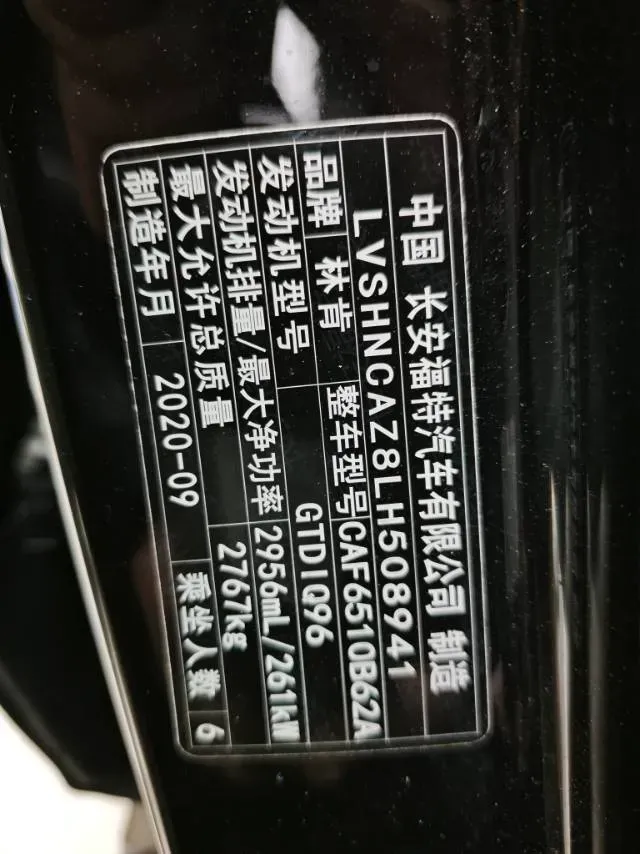 中国 长安福特汽车有限公司 制造
LVSHNCAZ8LH508941
品牌 林肯 整车型号 CAF6510B62A
发动机型号 GTDIQ96
发动机排量/最大净功率 2956mL/261kW
最大允许总质量 2767kg
制造年月 2020-09 乘坐人数 6